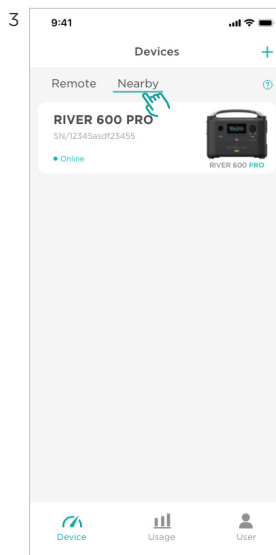 3
9:41
Devices
+
Remote Nearby ?
RIVER 600 PRO
SN/12345asdf23455
Online
RIVER 600 PRO
Device Usage User